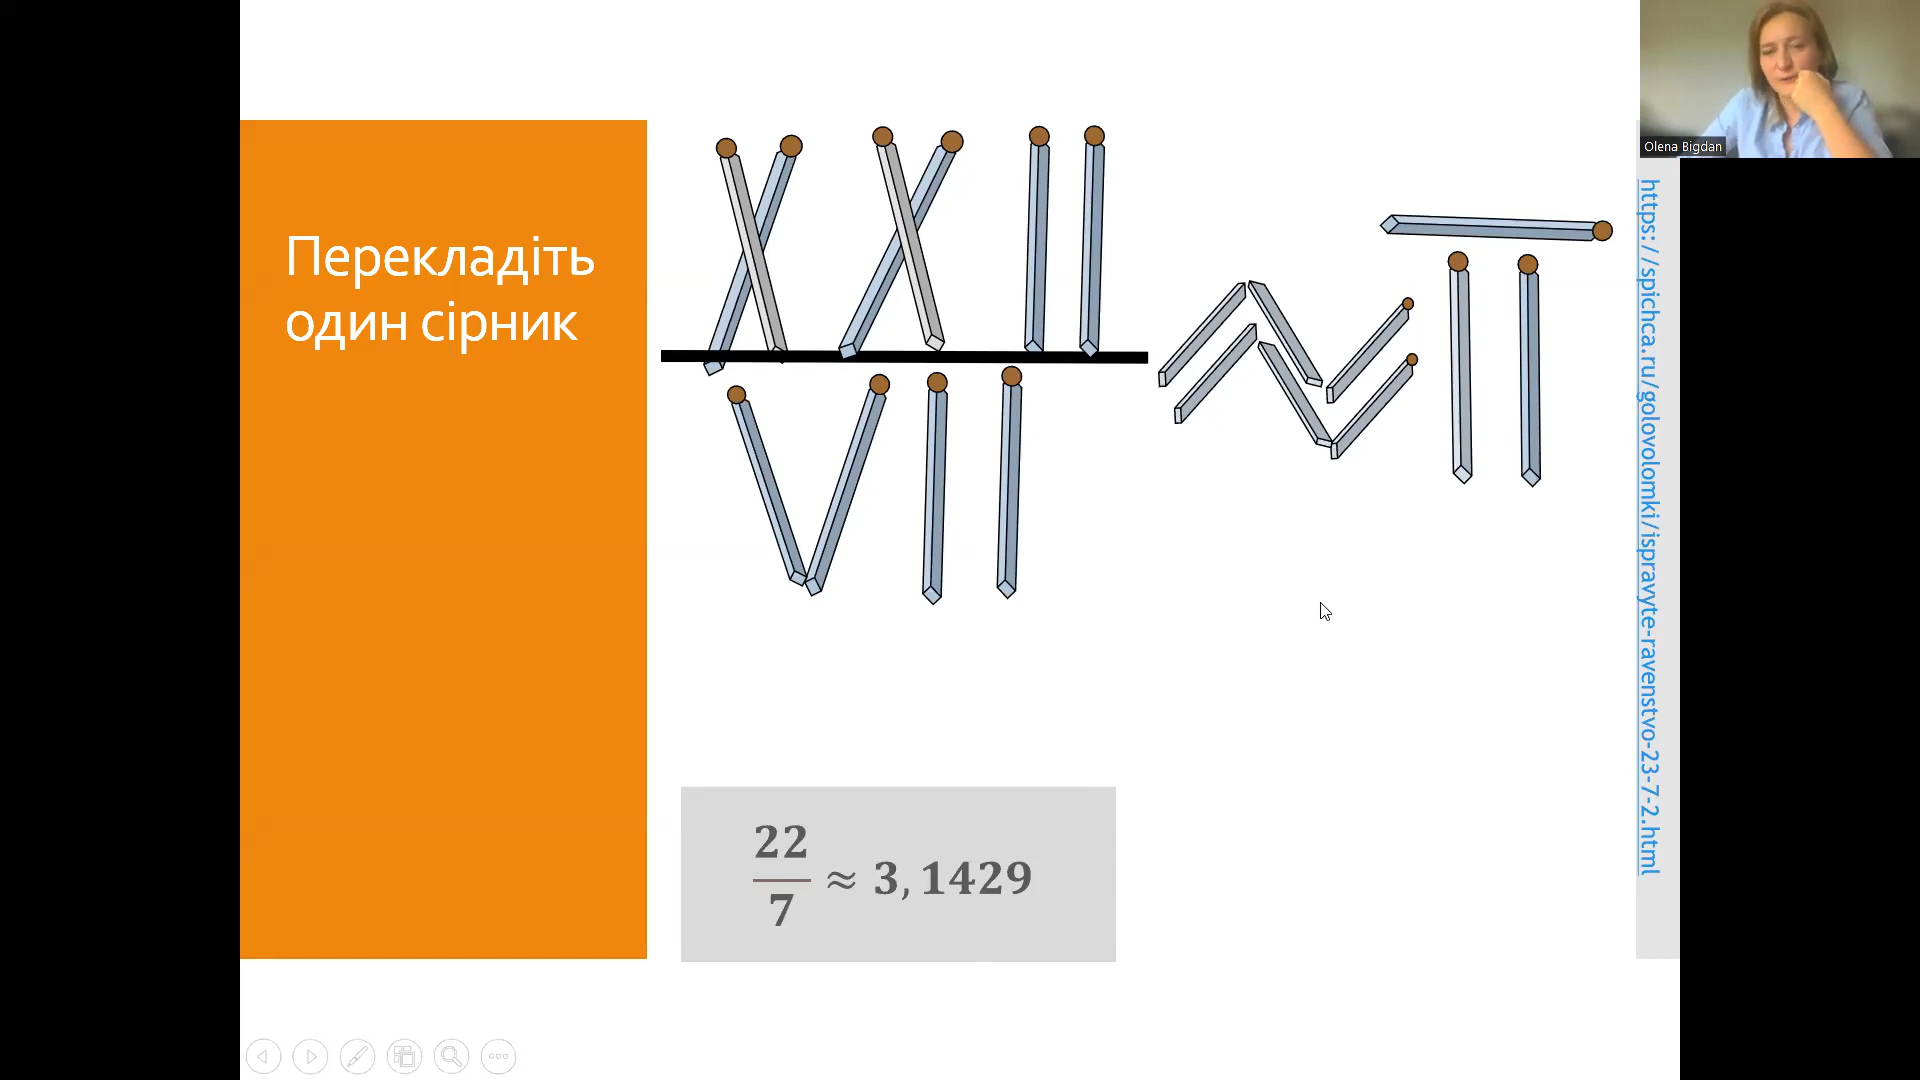 Перекладіть
один сірник
XXII
VII
≈ π
22
7
≈ 3,1429
https://spichca.ru/golovolomki/ispravyte-ravenstvo-23-7-2.html
Olena Bigdan